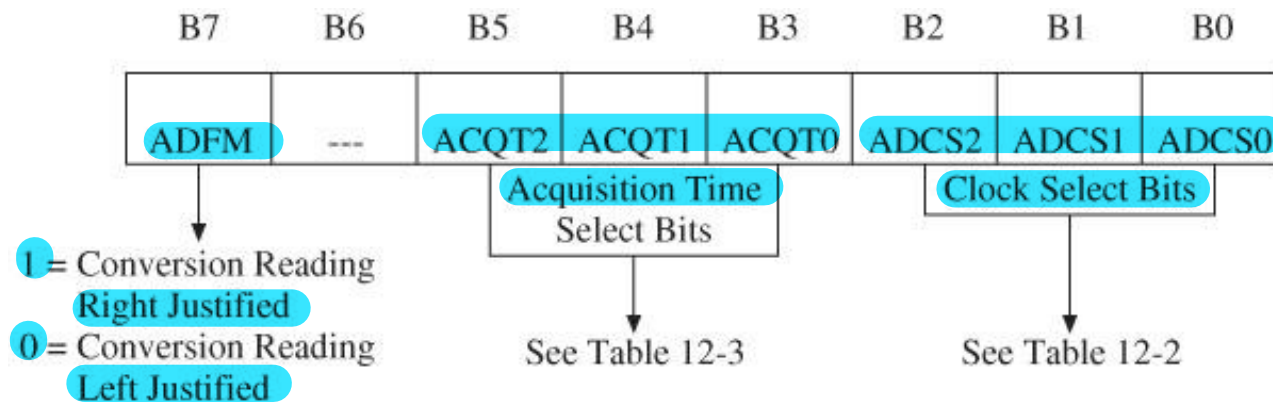 B7 B6 B5 B4 B3 B2 B1 B0
ADFM --- ACQT2 ACQT1 ACQT0 ADCS2 ADCS1 ADCS0
Acquisition Time
Select Bits
Clock Select Bits
1 = Conversion Reading
Right Justified
0 = Conversion Reading
Left Justified
See Table 12-3
See Table 12-2